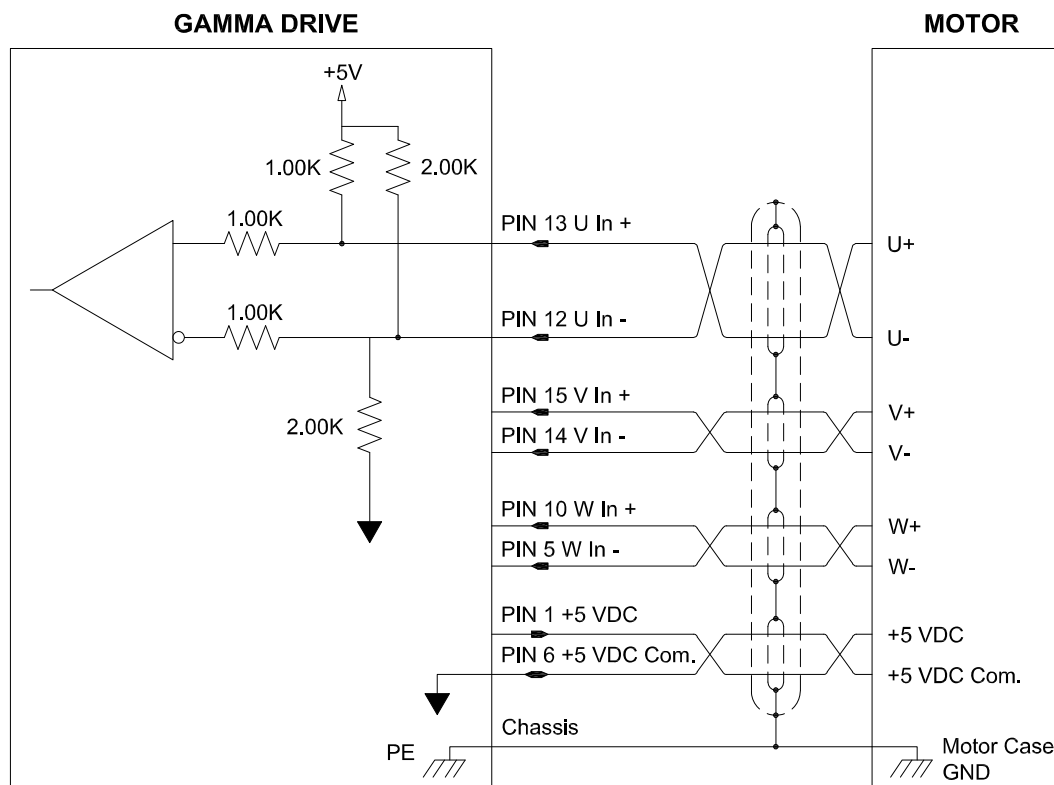 GAMMA DRIVE
MOTOR
+5V
1.00K
2.00K
1.00K
PIN 13 U In +
U+
1.00K
PIN 12 U In -
U-
2.00K
PIN 15 V In +
V+
PIN 14 V In -
V-
PIN 10 W In +
W+
PIN 5 W In -
W-
PIN 1 +5 VDC
+5 VDC
PIN 6 +5 VDC Com.
+5 VDC Com.
Chassis
PE
Motor Case
GND